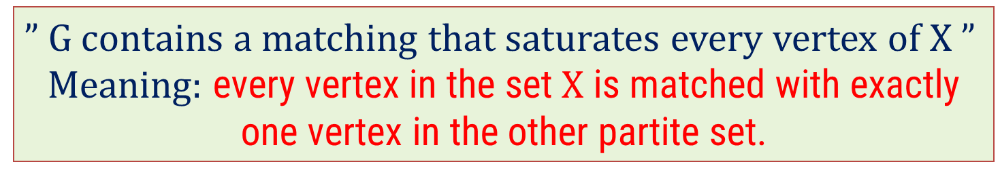 ” G contains a matching that saturates every vertex of X ”
Meaning: every vertex in the set X is matched with exactly
one vertex in the other partite set.